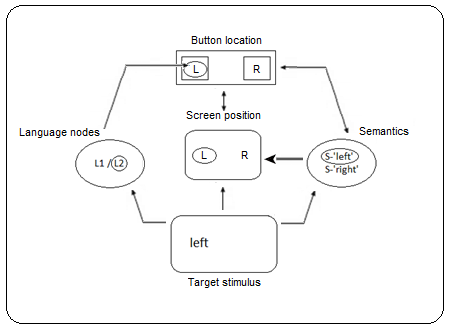 Button location
L R
Screen position
Language nodes
Semantics
L1 /L2
L R
S-'left'
S-'right'
left
Target stimulus